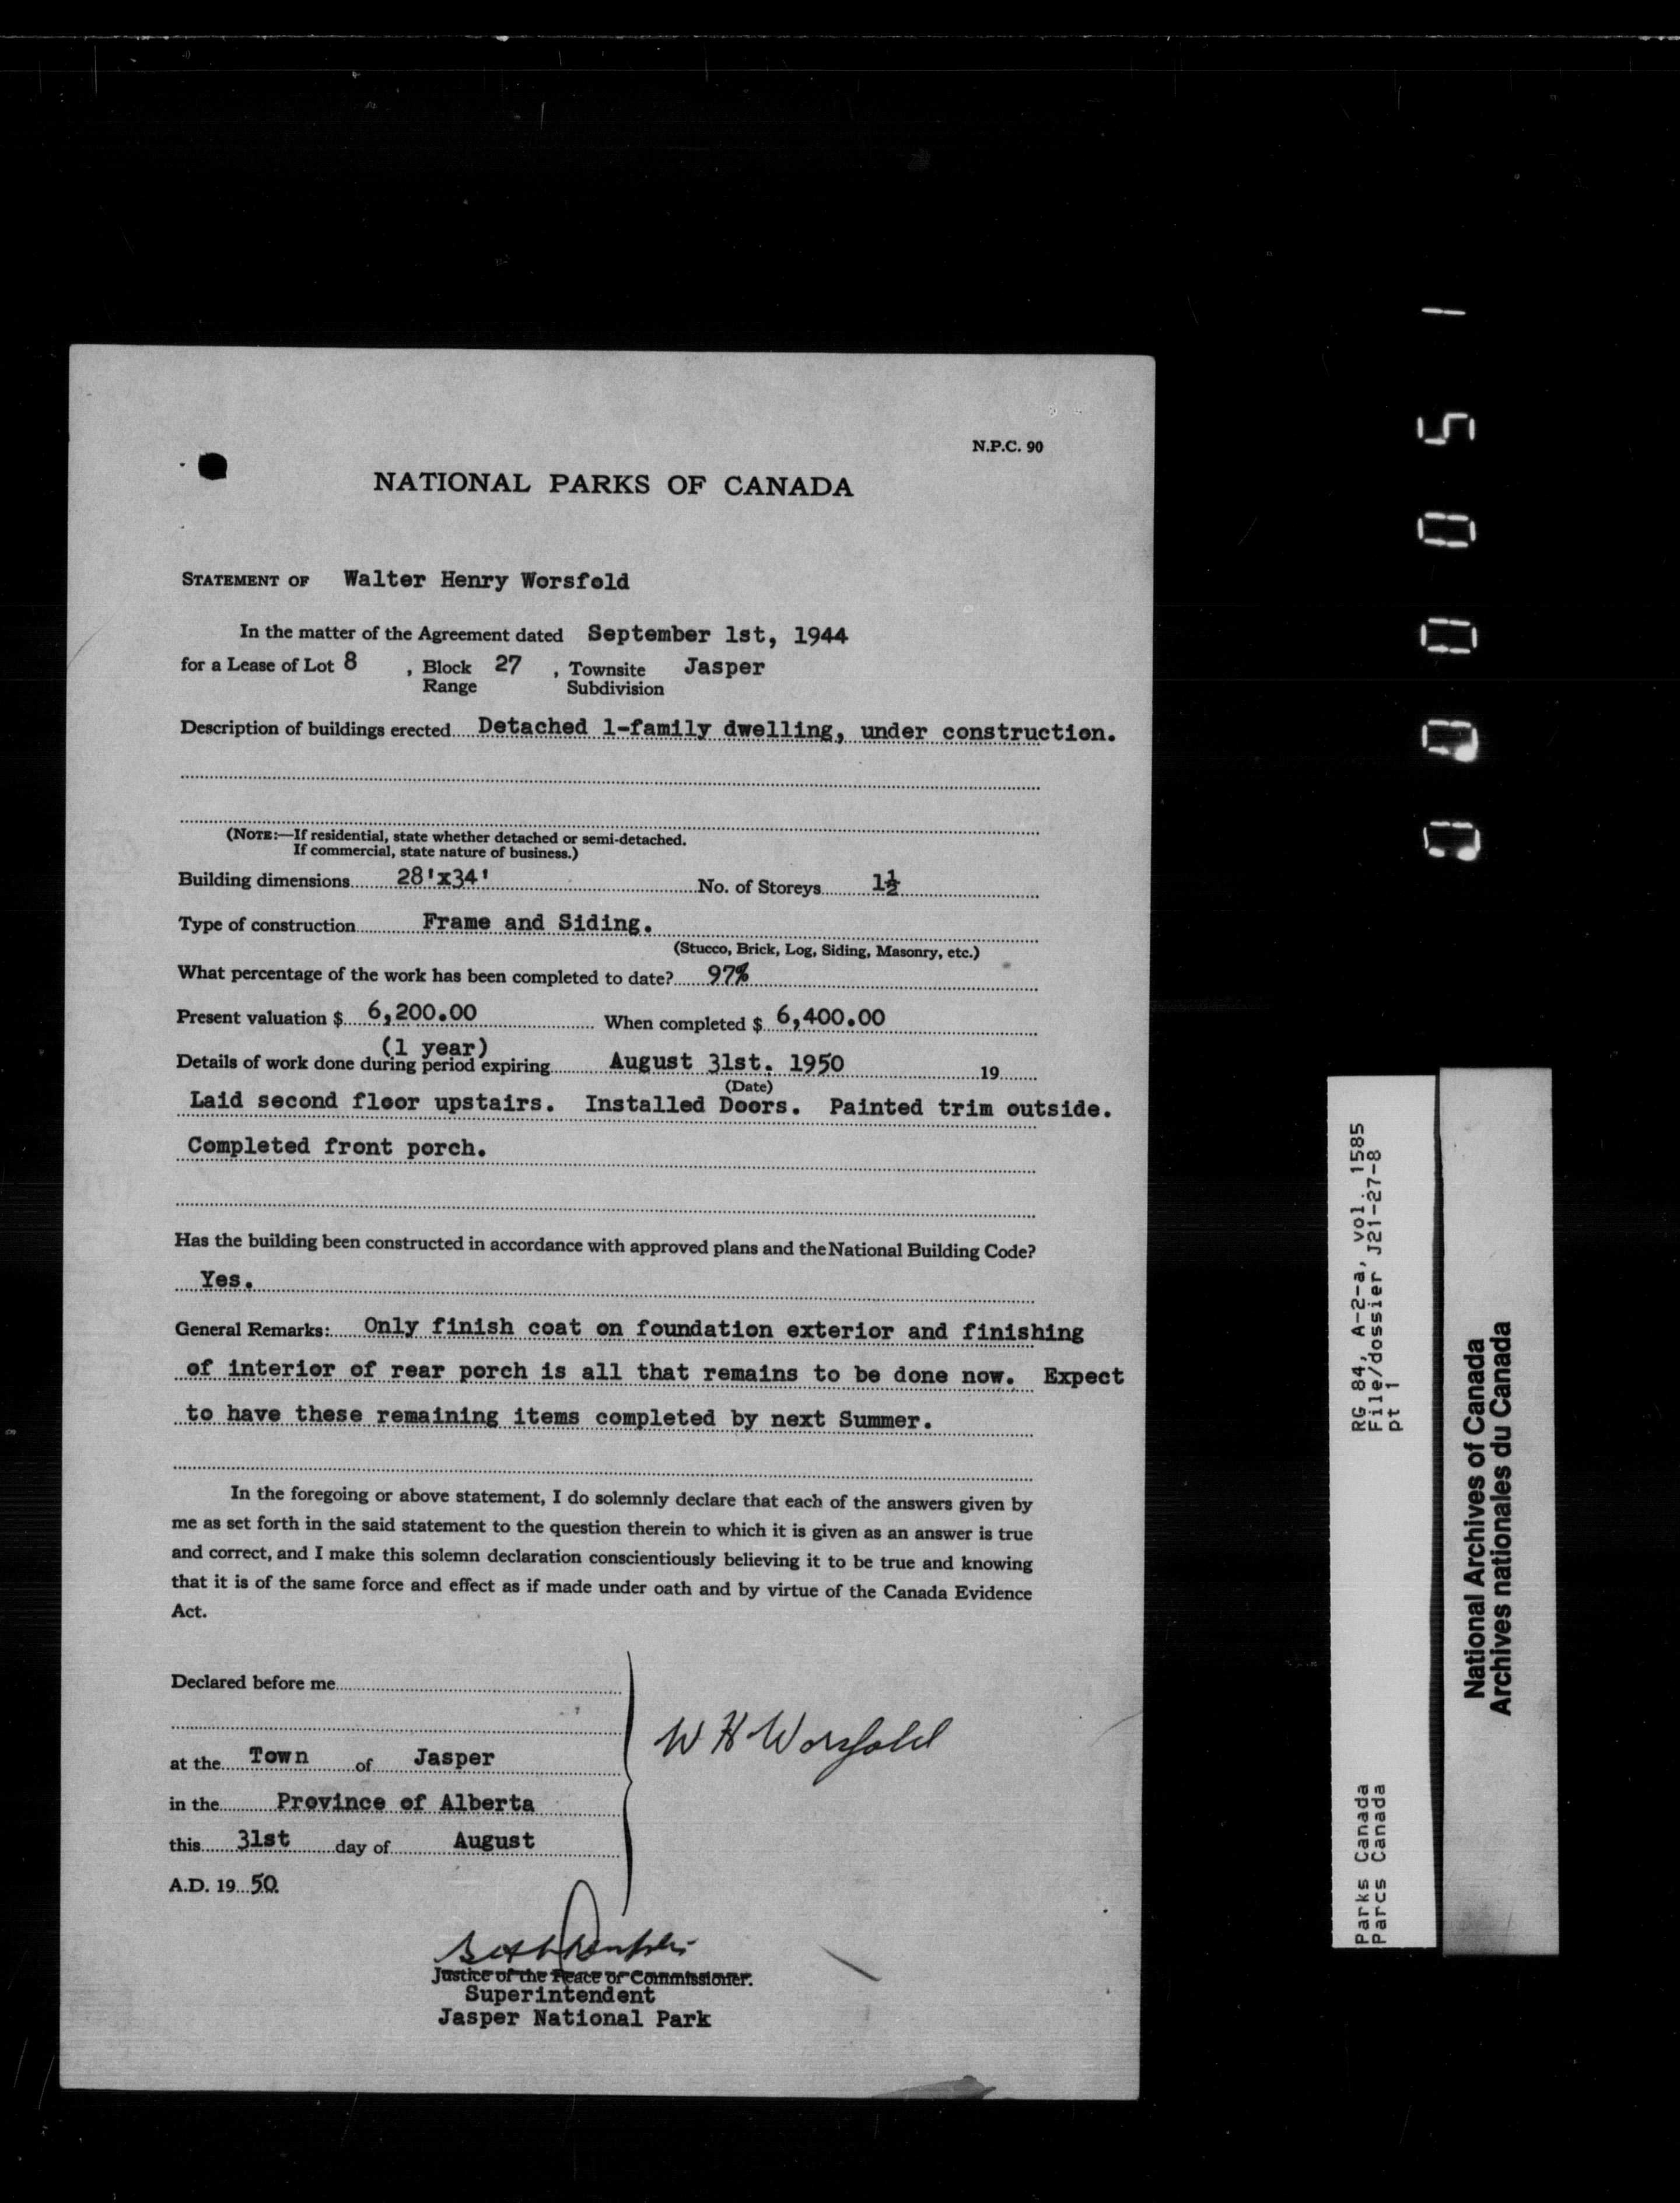 N.P.C. 90
NATIONAL PARKS OF CANADA
STATEMENT OF Walter Henry Worsfold
In the matter of the Agreement dated September 1st, 1944
for a Lease of Lot 8 , Block 27 , Townsite Jasper
Range Subdivision
Description of buildings erected Detached 1-family dwelling, under construction.
(NOTE:—If residential, state whether detached or semi-detached.
If commercial, state nature of business.)
Building dimensions 28'x34' No. of Storeys 1½
Type of construction Frame and Siding.
(Stucco, Brick, Log, Siding, Masonry, etc.)
What percentage of the work has been completed to date? 97%
Present valuation $ 6,200.00 When completed $ 6,400.00
(1 year)
Details of work done during period expiring August 31st. 1950 19
(Date)
Laid second floor upstairs. Installed Doors. Painted trim outside.
Completed front porch.
Has the building been constructed in accordance with approved plans and the National Building Code?
Yes.
General Remarks: Only finish coat on foundation exterior and finishing
of interior of rear porch is all that remains to be done now. Expect
to have these remaining items completed by next Summer.
In the foregoing or above statement, I do solemnly declare that each of the answers given by
me as set forth in the said statement to the question therein to which it is given as an answer is true
and correct, and I make this solemn declaration conscientiously believing it to be true and knowing
that it is of the same force and effect as if made under oath and by virtue of the Canada Evidence
Act.
Declared before me
at the Town of Jasper
in the Province of Alberta
this 31st day of August
A.D. 19 50.
W H Worsfold
Justice of the Peace or Commissioner.
Superintendent
Jasper National Park
RG 84, A-2-a, vol. 1585
File/dossier J21-27-8
pt 1
Parks Canada
Parcs Canada
National Archives of Canada
Archives nationales du Canada